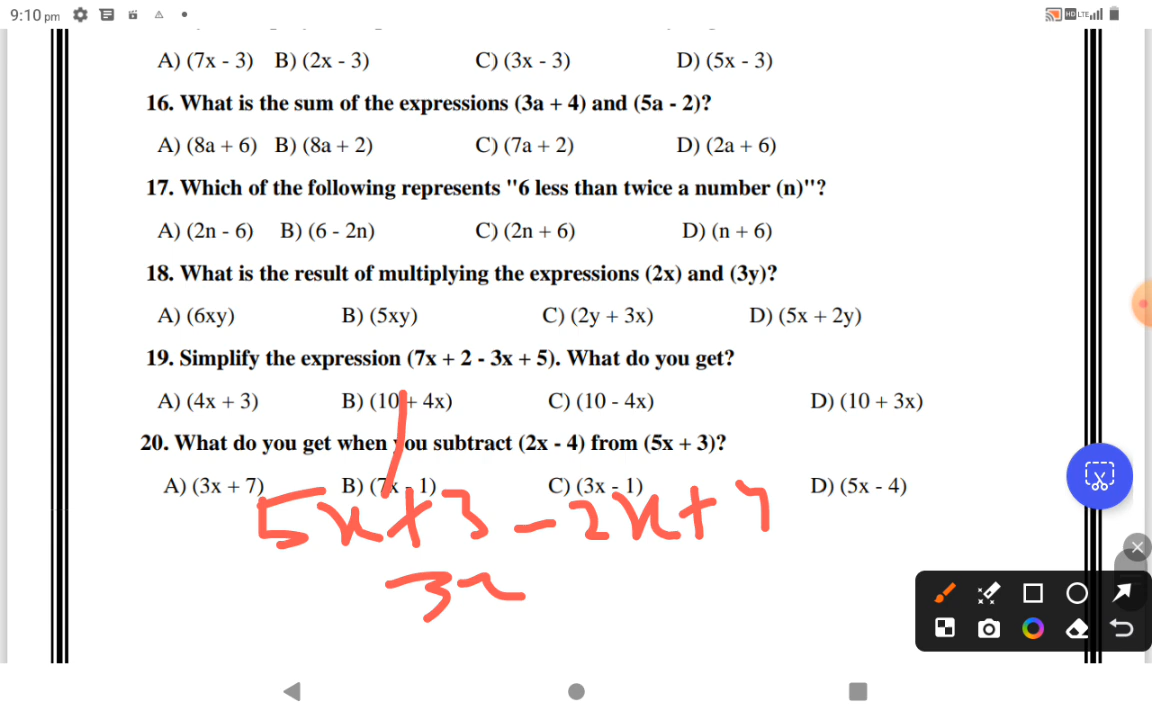 9:10 pm HD LTE
A) (7x - 3) B) (2x - 3) C) (3x - 3) D) (5x - 3)
16. What is the sum of the expressions (3a + 4) and (5a - 2)?
A) (8a + 6) B) (8a + 2) C) (7a + 2) D) (2a + 6)
17. Which of the following represents "6 less than twice a number (n)"?
A) (2n - 6) B) (6 - 2n) C) (2n + 6) D) (n + 6)
18. What is the result of multiplying the expressions (2x) and (3y)?
A) (6xy) B) (5xy) C) (2y + 3x) D) (5x + 2y)
19. Simplify the expression (7x + 2 - 3x + 5). What do you get?
A) (4x + 3) B) (10 + 4x) C) (10 - 4x) D) (10 + 3x)
20. What do you get when you subtract (2x - 4) from (5x + 3)?
A) (3x + 7) B) (7x - 1) C) (3x - 1) D) (5x - 4)
5x + 3 - 2x +
3